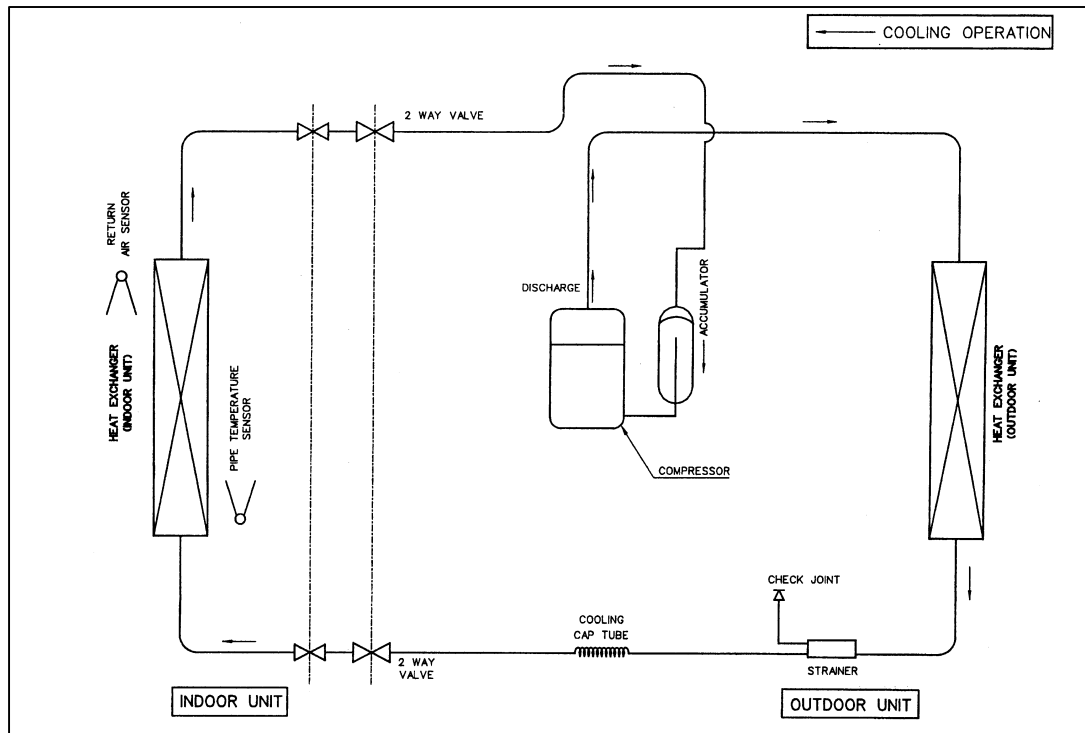 COOLING OPERATION
2 WAY VALVE
RETURN
AIR SENSOR
DISCHARGE
ACCUMULATOR
HEAT EXCHANGER
(INDOOR UNIT)
HEAT EXCHANGER
(OUTDOOR UNIT)
PIPE TEMPERATURE
SENSOR
COMPRESSOR
CHECK JOINT
COOLING
CAP TUBE
2 WAY
VALVE
STRAINER
INDOOR UNIT
OUTDOOR UNIT